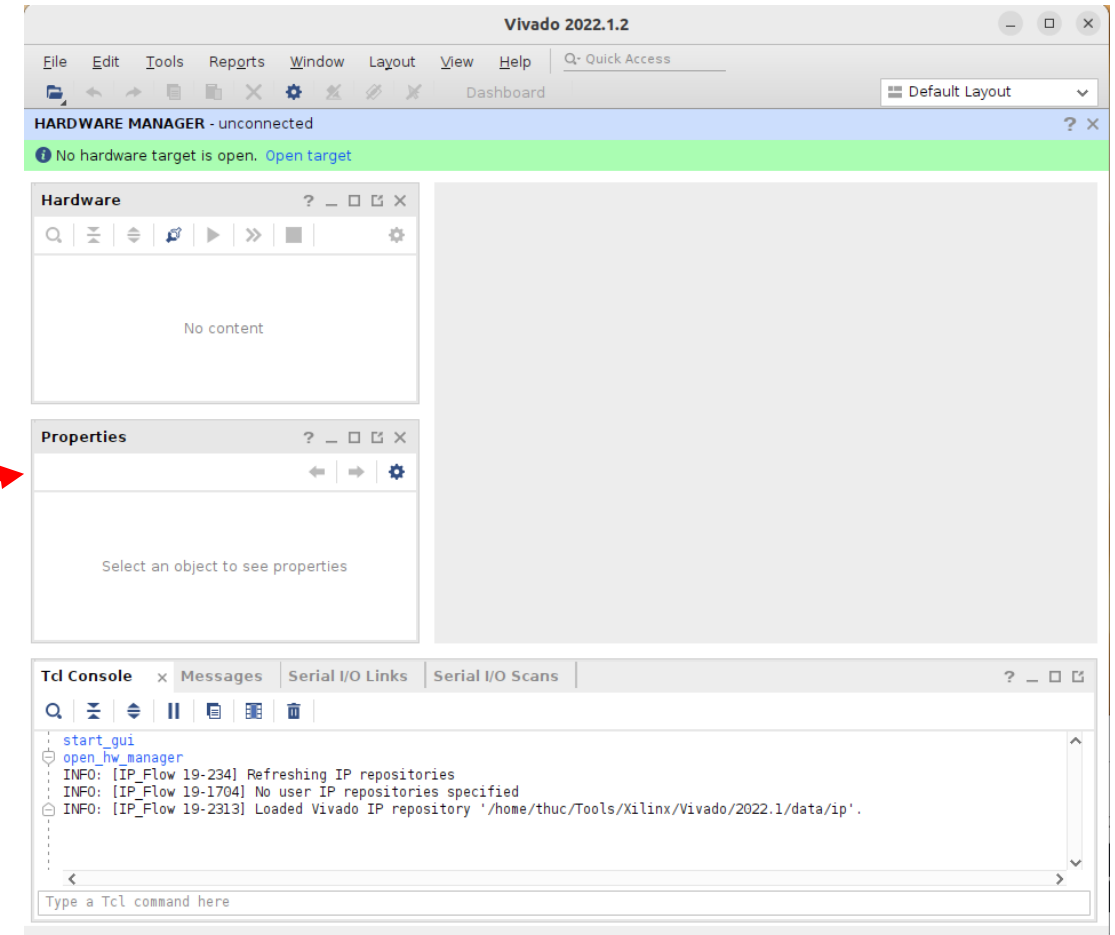 Vivado 2022.1.2
File Edit Tools Reports Window Layout View Help Quick Access
Dashboard Default Layout
HARDWARE MANAGER - unconnected
No hardware target is open. Open target
Hardware
No content
Properties
Select an object to see properties
Tcl Console Messages Serial I/O Links Serial I/O Scans
start_gui
open_hw_manager
INFO: [IP_Flow 19-234] Refreshing IP repositories
INFO: [IP_Flow 19-1704] No user IP repositories specified
INFO: [IP_Flow 19-2313] Loaded Vivado IP repository '/home/thuc/Tools/Xilinx/Vivado/2022.1/data/ip'.
Type a Tcl command here